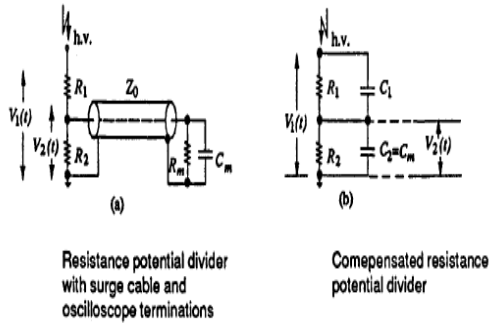 h.v.
R1
Z0
V1(t)
V2(t)
R2
Rm
Cm
(a)
h.v.
R1
C1
V1(t)
R2
C2=Cm
V2(t)
(b)
Resistance potential divider
with surge cable and
oscilloscope terminations
Comepensated resistance
potential divider